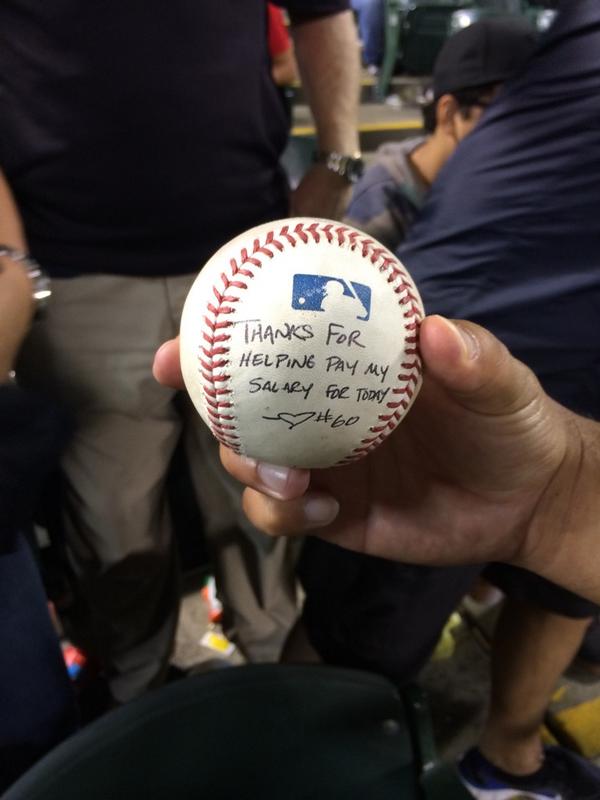 THANKS FOR
HELPING PAY MY
SALARY FOR TODAY
#60